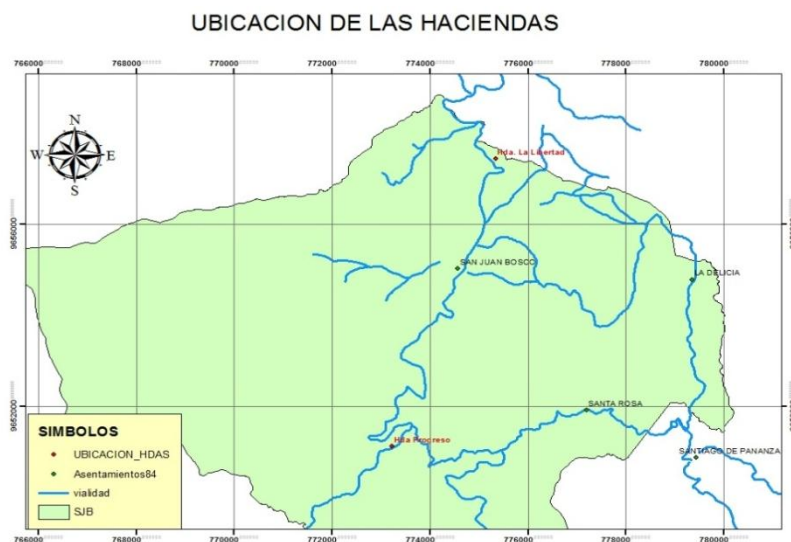 UBICACION DE LAS HACIENDAS
766000 768000 770000 772000 774000 776000 778000 780000
N
W E
S
Hda. La Libertad
9656000
SAN JUAN BOSCO
LA DELICIA
SANTA ROSA
9652000
Hda Progreso
SANTIAGO DE PANANZA
SIMBOLOS
UBICACION_HDAS
Asentamientos84
vialidad
SJB
766000 768000 770000 772000 774000 776000 778000 780000